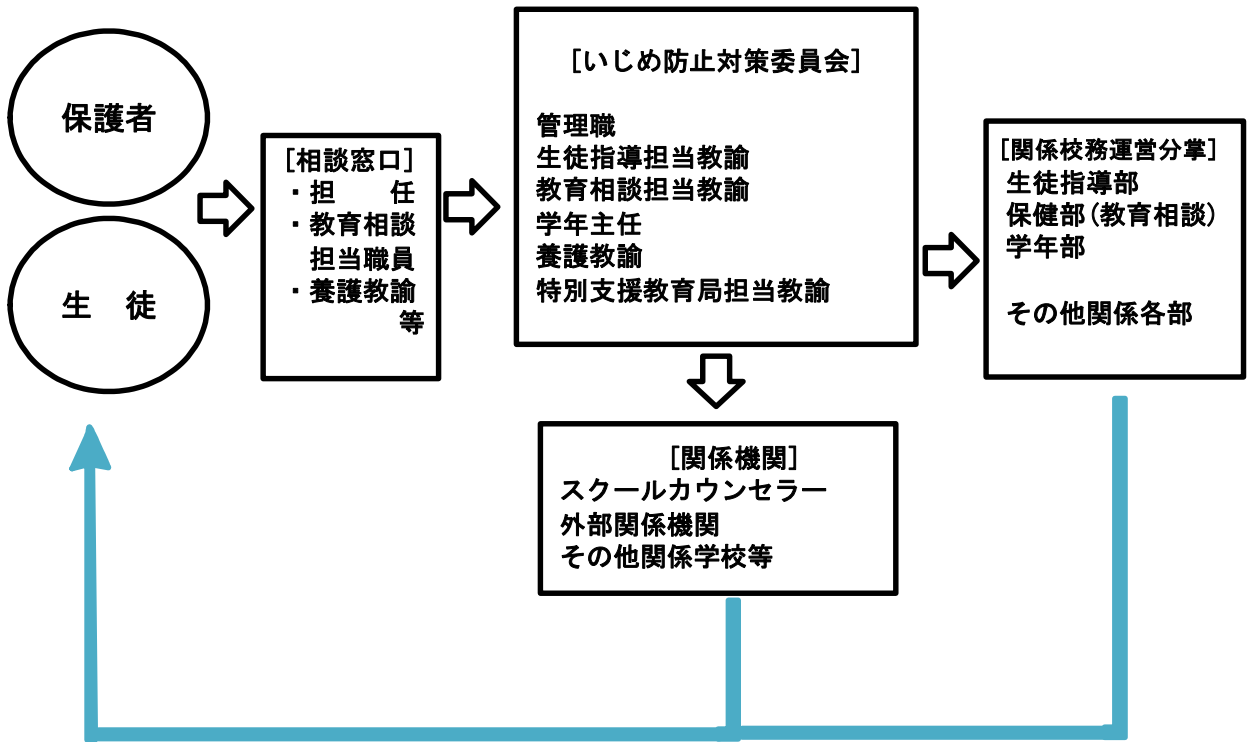 保護者
生　徒
[相談窓口]
・担　　任
・教育相談
担当職員
・養護教諭
等
[いじめ防止対策委員会]
管理職
生徒指導担当教諭
教育相談担当教諭
学年主任
養護教諭
特別支援教育局担当教諭
[関係校務運営分掌]
生徒指導部
保健部(教育相談)
学年部
その他関係各部
[関係機関]
スクールカウンセラー
外部関係機関
その他関係学校等